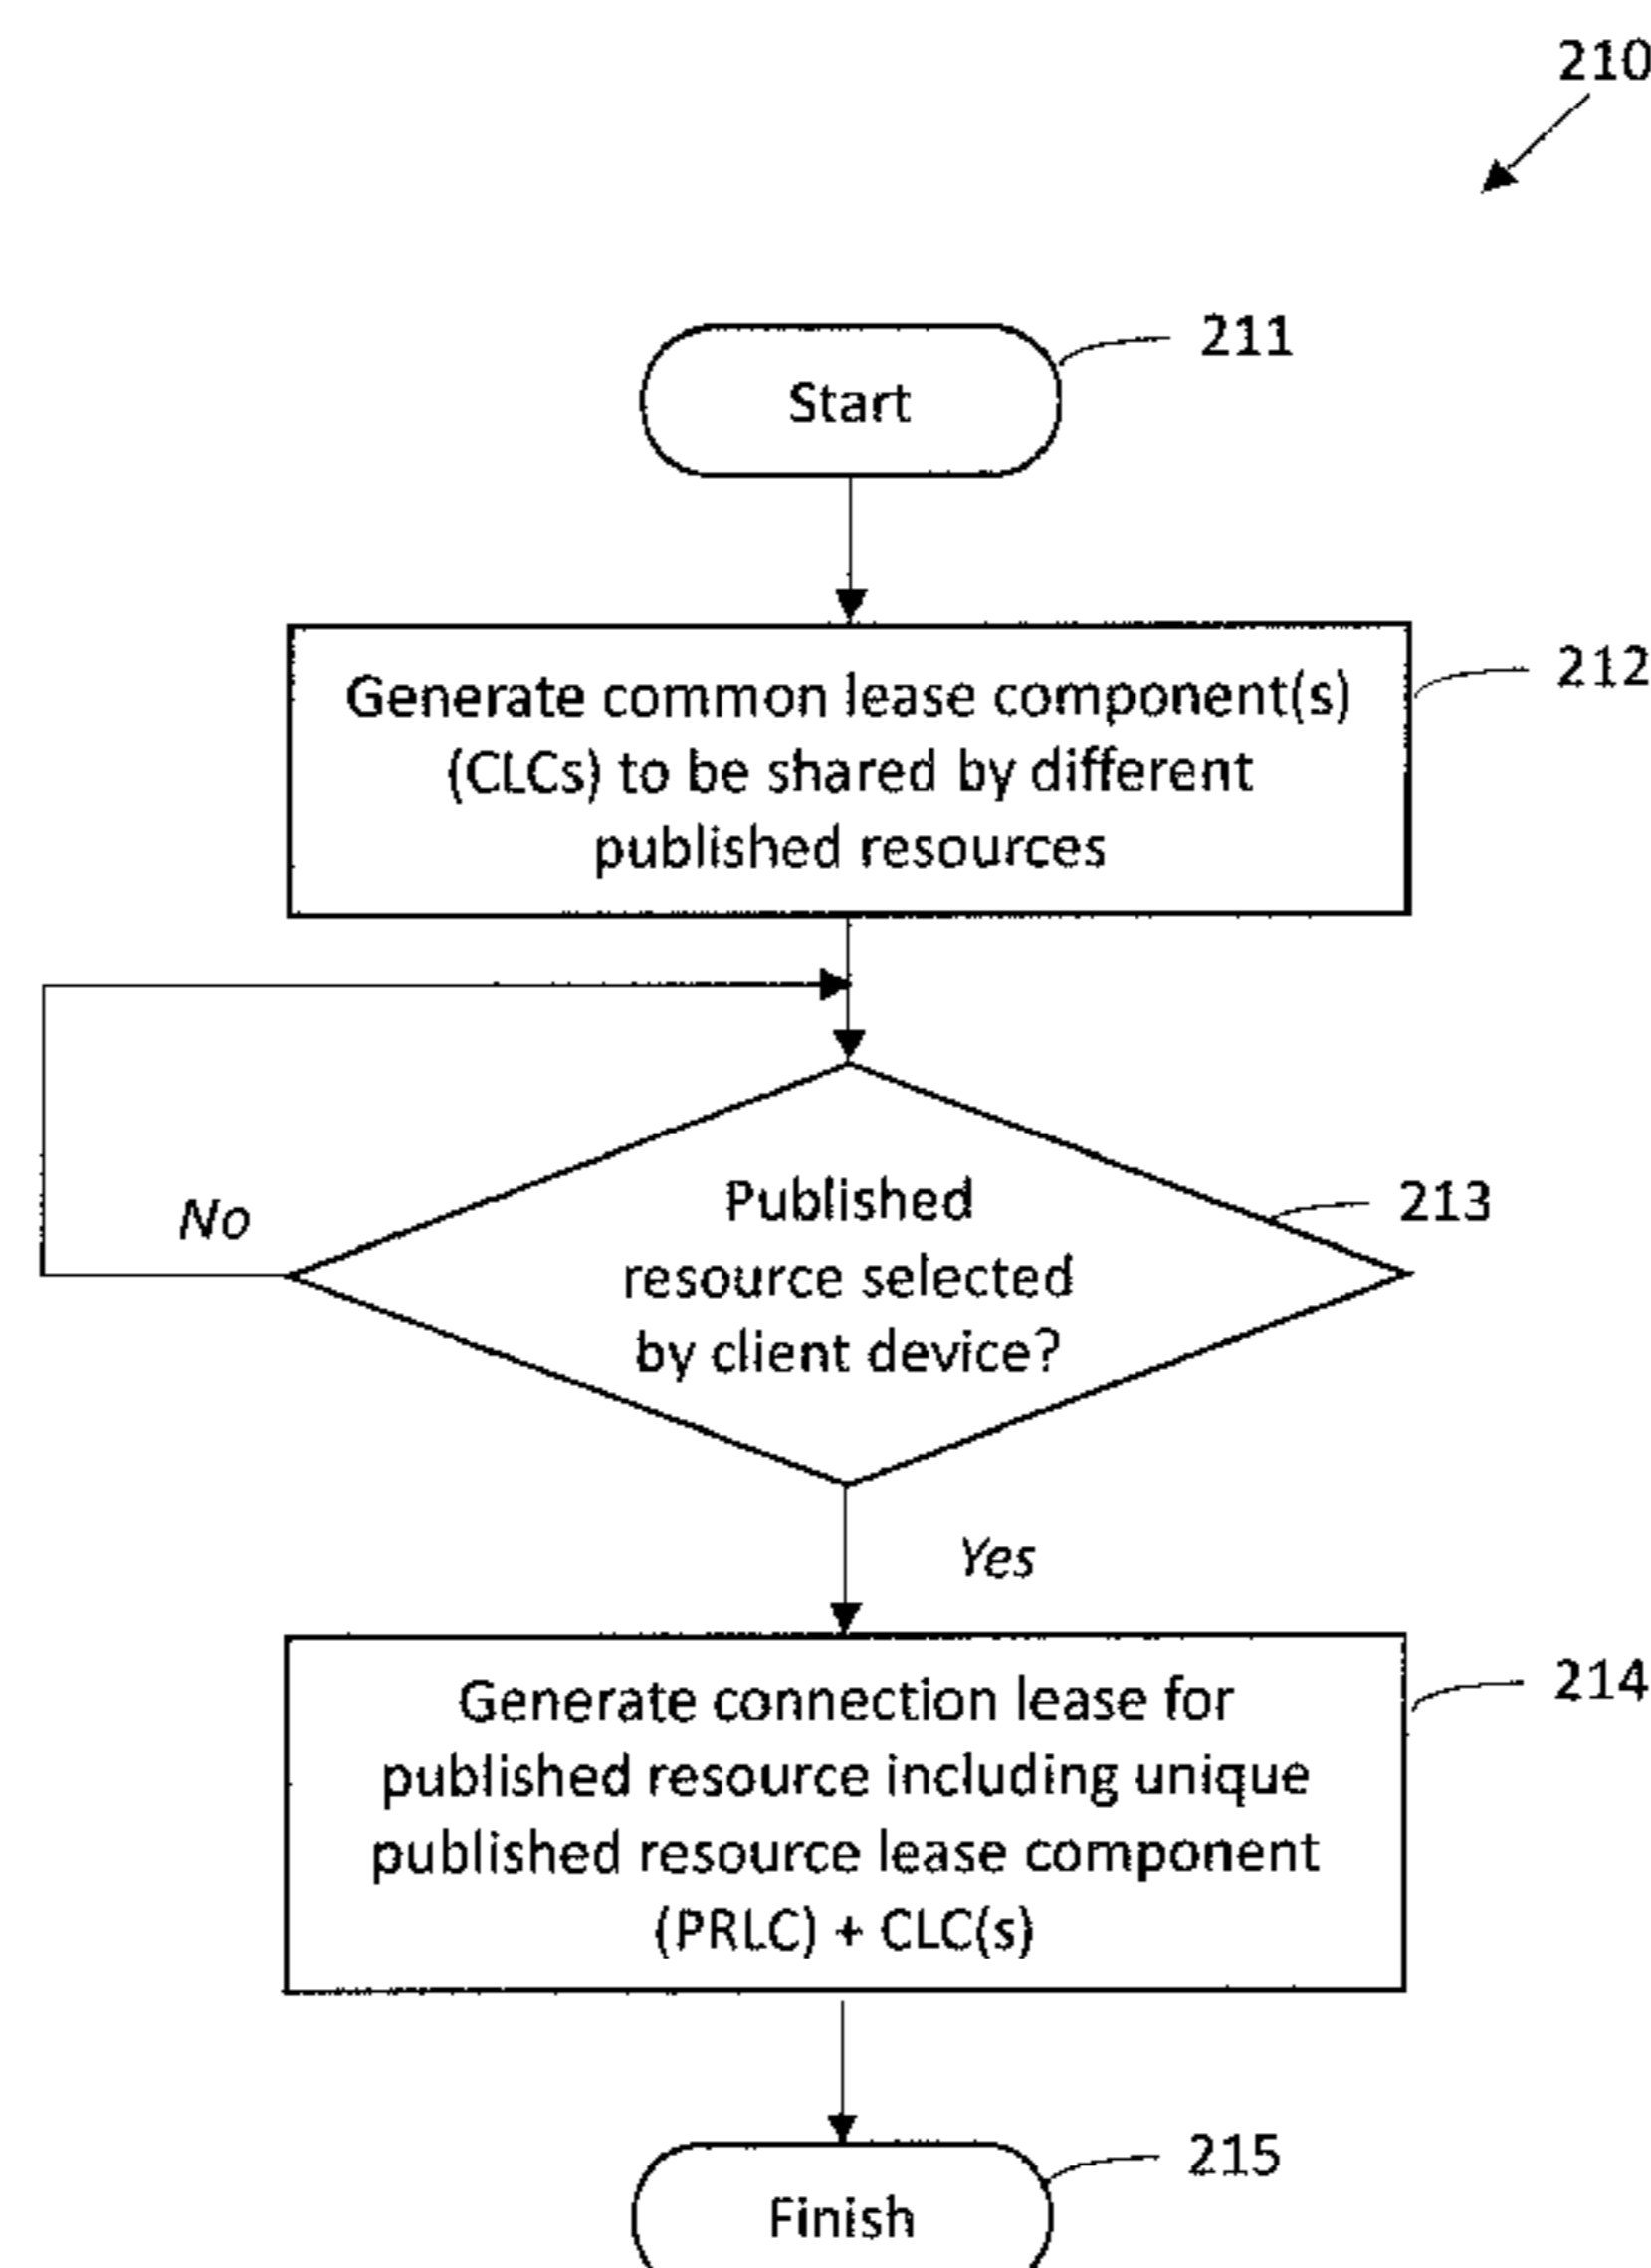 210
211
Start
212
Generate common lease component(s)
(CLCs) to be shared by different
published resources
No
Published
resource selected
by client device?
213
Yes
214
Generate connection lease for
published resource including unique
published resource lease component
(PRLC) + CLC(s)
215
Finish